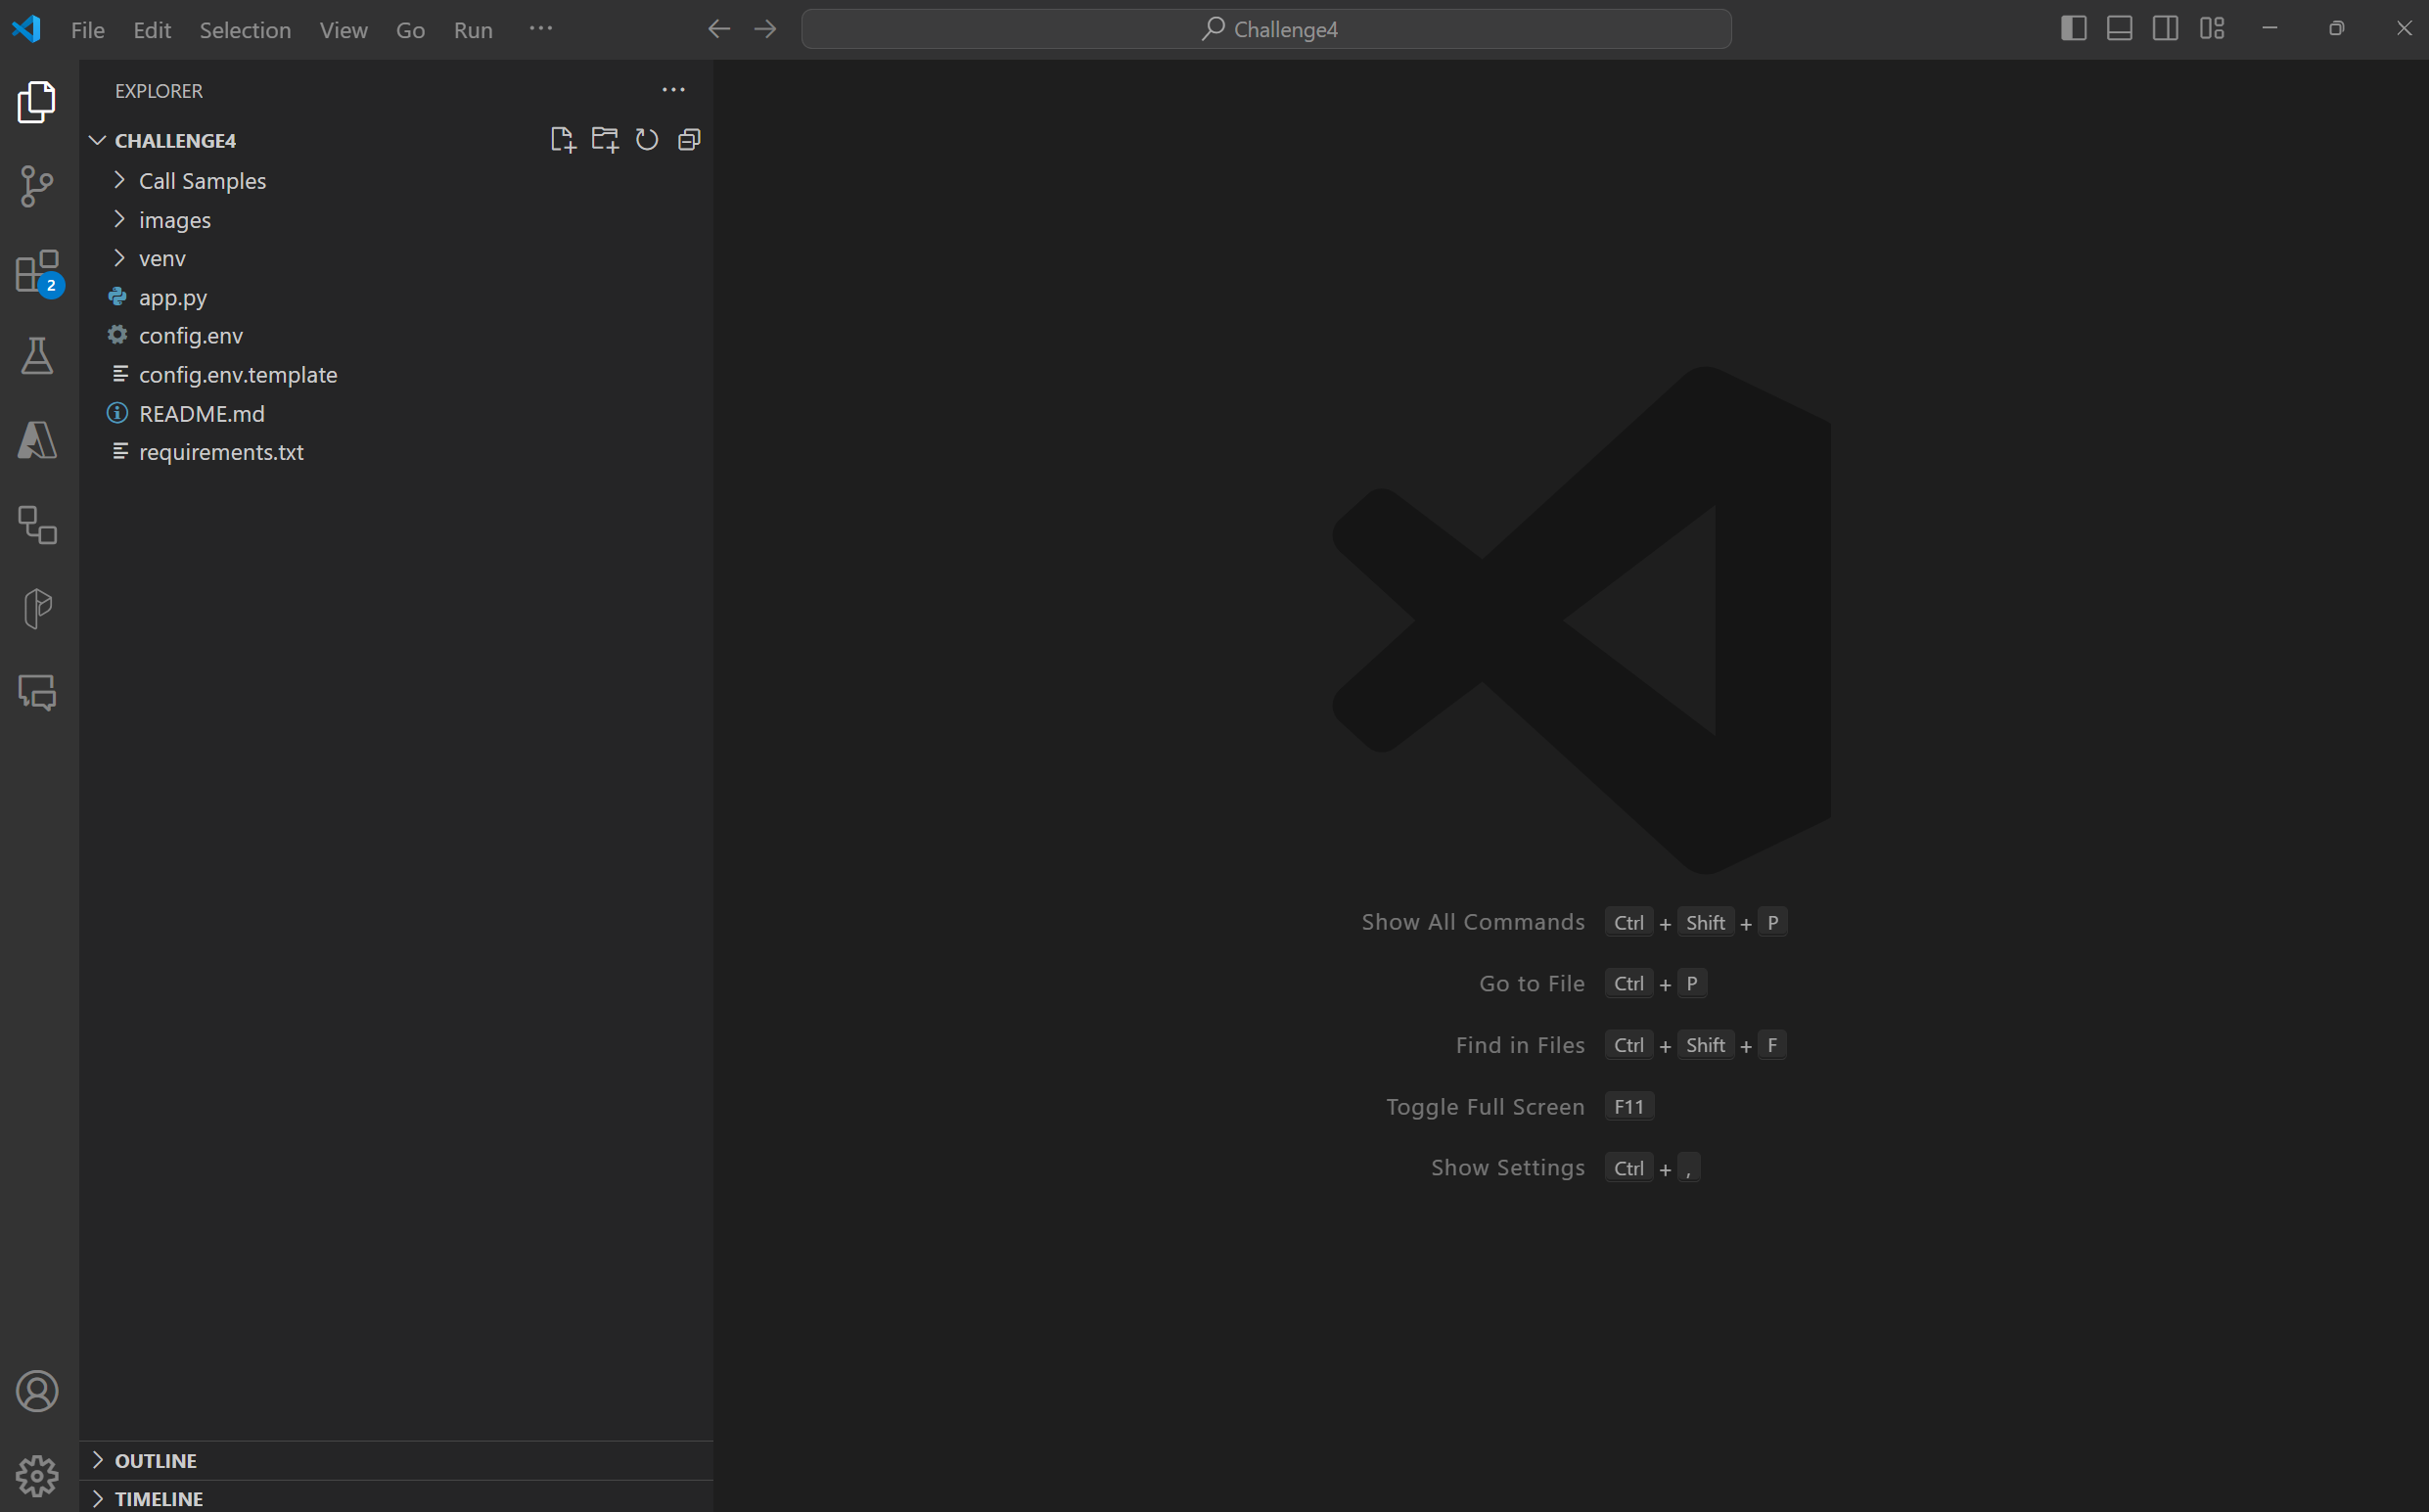 File Edit Selection View Go Run ··· Challenge4
EXPLORER ···
CHALLENGE4
Call Samples
images
venv
2
app.py
config.env
config.env.template
README.md
requirements.txt
Show All Commands Ctrl + Shift + P
Go to File Ctrl + P
Find in Files Ctrl + Shift + F
Toggle Full Screen F11
Show Settings Ctrl + ,
OUTLINE
TIMELINE